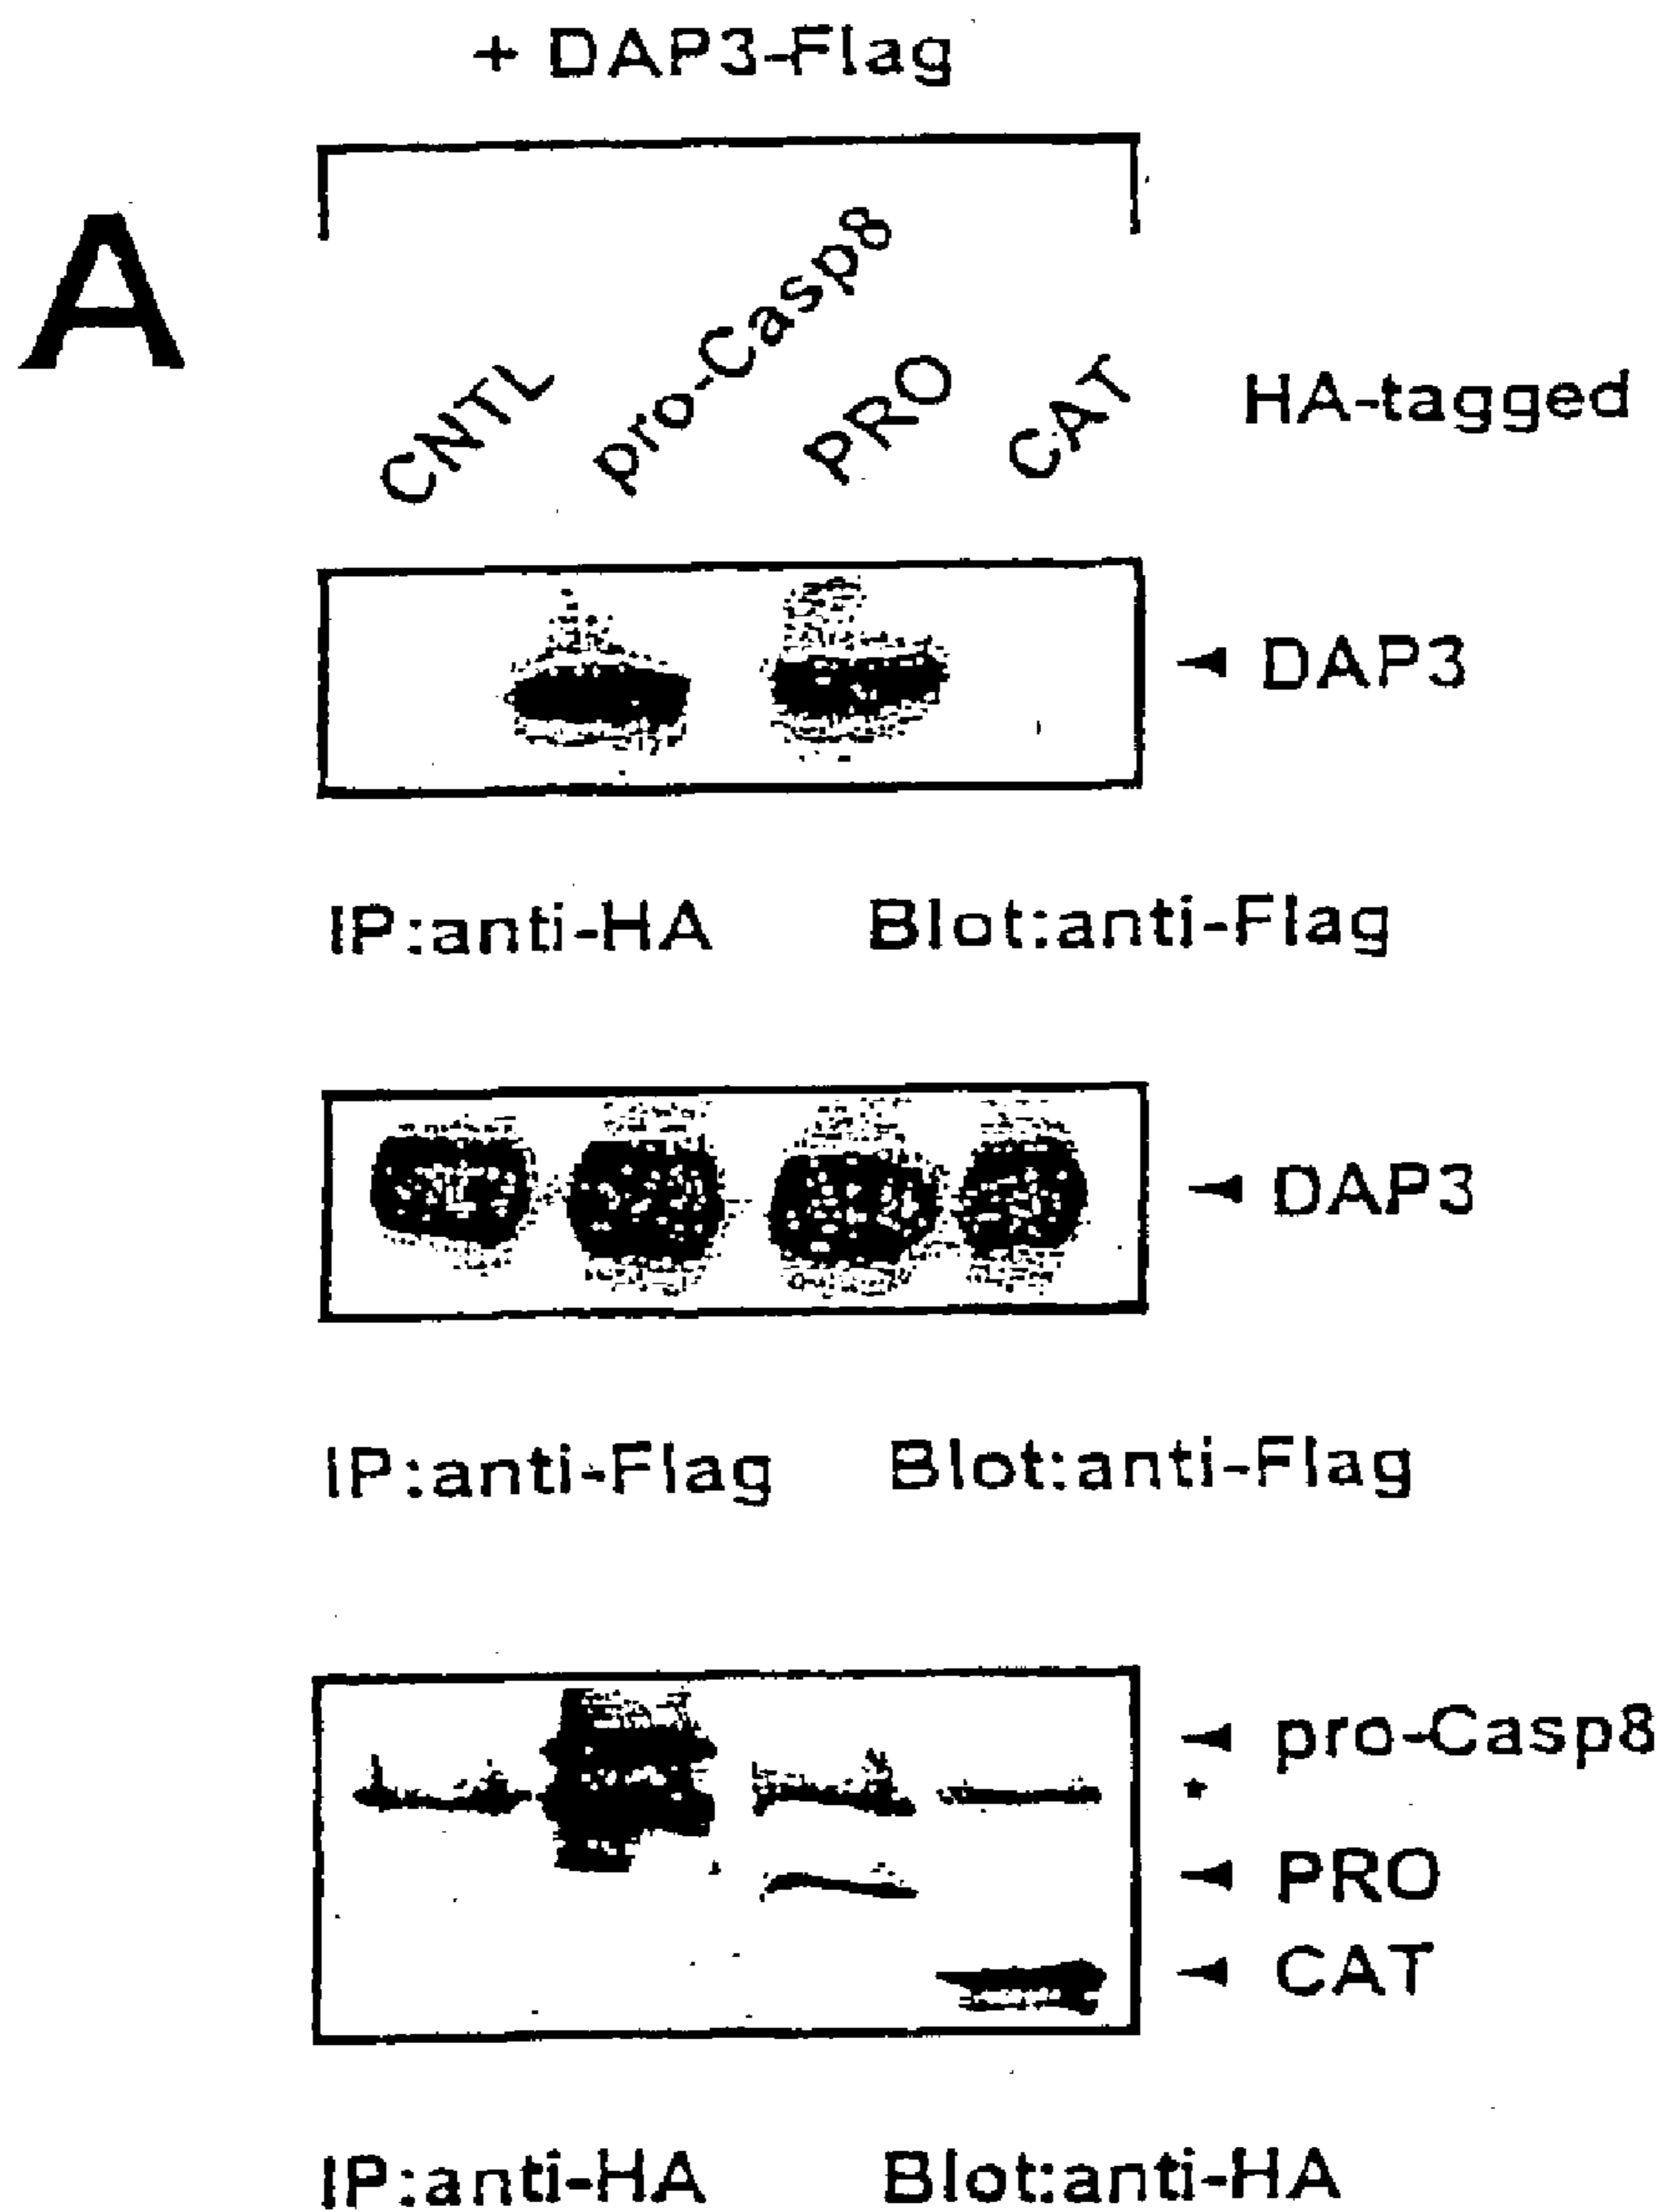 + DAP3-Flag
A
CNTL
pro-Casp8
PRO
CAT
HA-tagged
DAP3
IP:anti-HA Blot:anti-Flag
DAP3
IP:anti-Flag Blot:anti-Flag
pro-Casp8
*
PRO
CAT
IP:anti-HA Blot:anti-HA